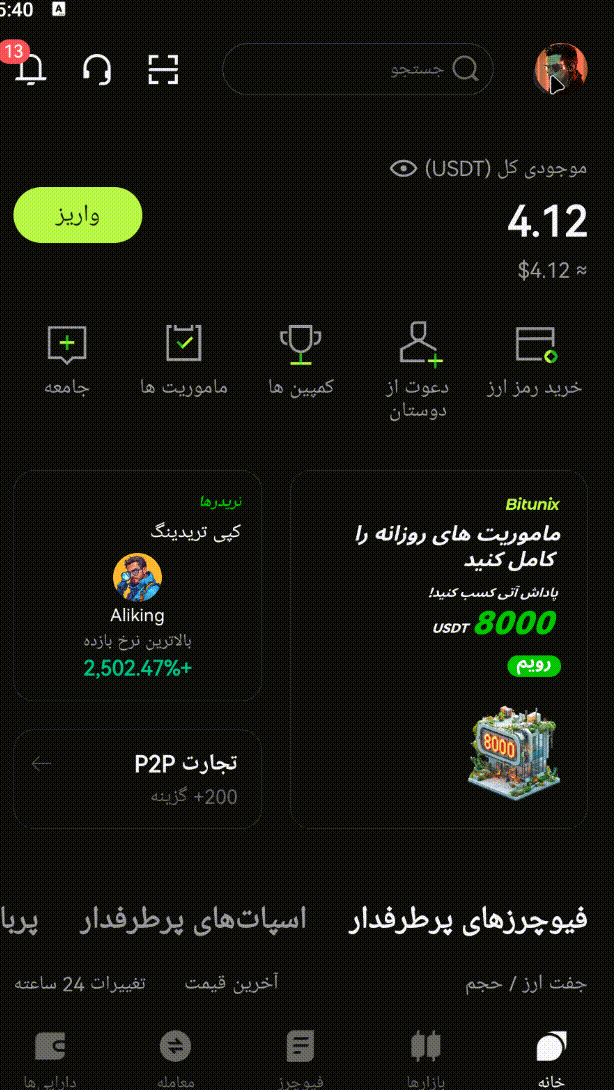 5:40 A
13
جستجو
موجودی کل (USDT)
4.12
≈ $4.12
واریز
خرید رمز ارز
دعوت از
دوستان
کمپین ها
ماموریت ها
جامعه
Bitunix
ماموریت های روزانه را
کامل کنید
پاداش آنی کسب کنید!
8000 USDT
رویم
8000
تریدرها
کپی تریدینگ
Aliking
بالاترین نرخ بازده
+2,502.47%
تجارت P2P
200+ گزینه
فیوچرزهای پرطرفدار
اسپات‌های پرطرفدار
پربا
جفت ارز / حجم
آخرین قیمت
تغییرات 24 ساعته
خانه
بازارها
فیوچرز
معامله
دارایی‌ها